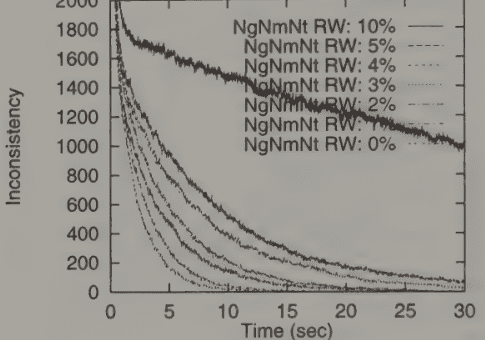 2000
NgNmNt RW: 10%
1800
NgNmNt RW: 5%
1600
NgNmNt RW: 4%
NgNmNt RW: 3%
1400
NgNmNt RW: 2%
1200
NgNmNt RW:
1000
NgNmNt RW: 0%
800
600
400
200
0
Inconsistency
0 5 10 15 20 25 30
Time (sec)